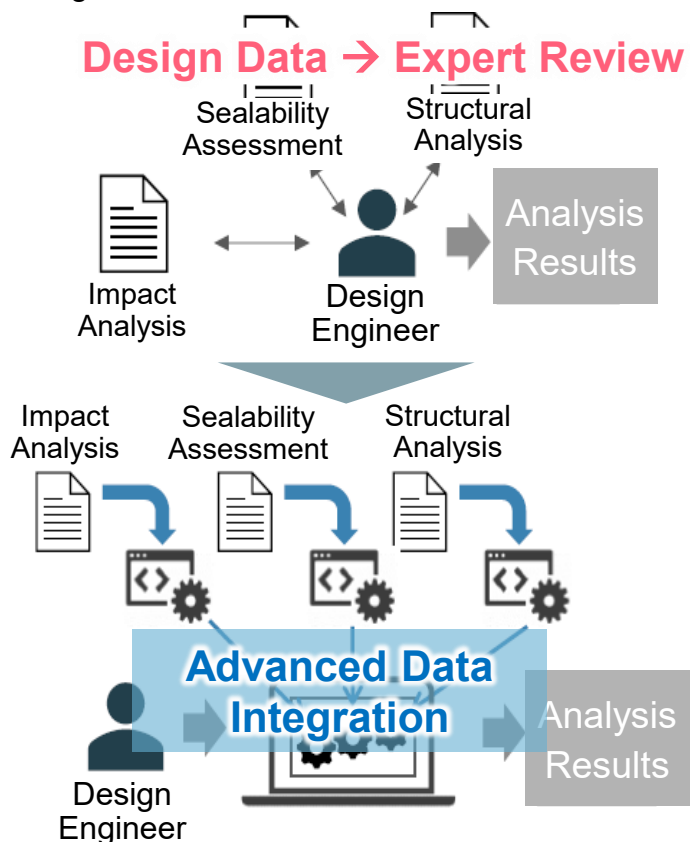 Design Data → Expert Review
Sealability
Assessment
Structural
Analysis
Impact
Analysis
Design
Engineer
Analysis
Results
Impact
Analysis
Sealability
Assessment
Structural
Analysis
Advanced Data
Integration
Design
Engineer
Analysis
Results